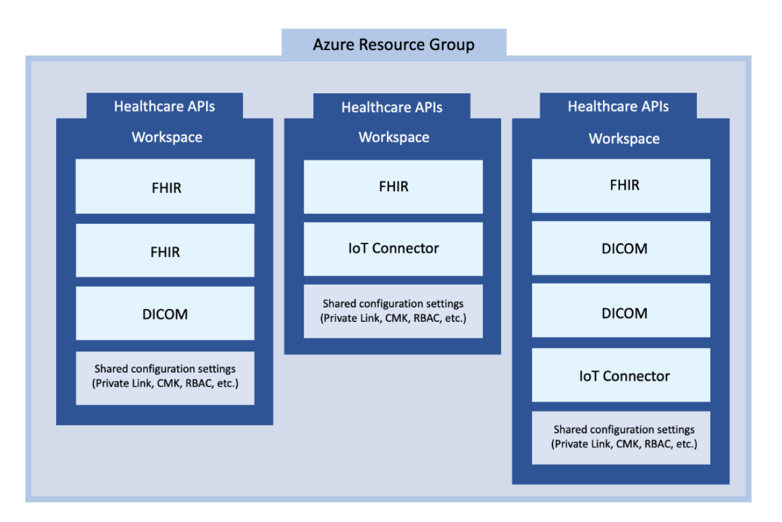 Azure Resource Group
Healthcare APIs
Workspace
FHIR
FHIR
DICOM
Shared configuration settings
(Private Link, CMK, RBAC, etc.)
Healthcare APIs
Workspace
FHIR
IoT Connector
Shared configuration settings
(Private Link, CMK, RBAC, etc.)
Healthcare APIs
Workspace
FHIR
DICOM
DICOM
IoT Connector
Shared configuration settings
(Private Link, CMK, RBAC, etc.)